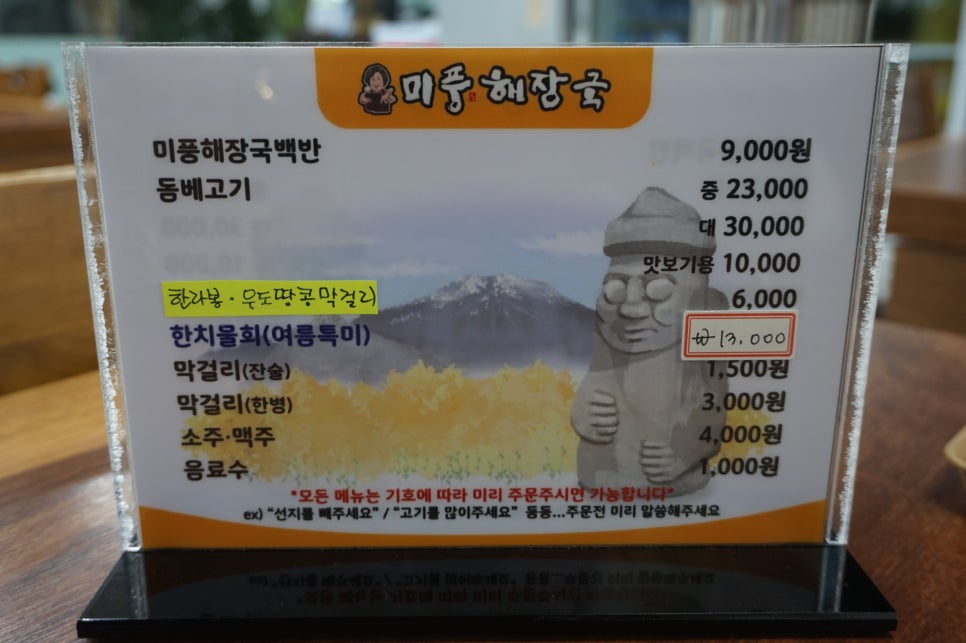 미풍해장국
미풍해장국백반 9,000원
돔베고기 중 23,000
대 30,000
맛보기용 10,000
한라봉·우도땅콩막걸리 6,000
한치물회(여름특미) ₩13.000
막걸리(잔술) 1,500원
막걸리(한병) 3,000원
소주·맥주 4,000원
음료수 1,000원
*모든 메뉴는 기호에 따라 미리 주문주시면 가능합니다*
ex) “선지를 빼주세요” / “고기를 많이주세요” 등등...주문전 미리 말씀해주세요